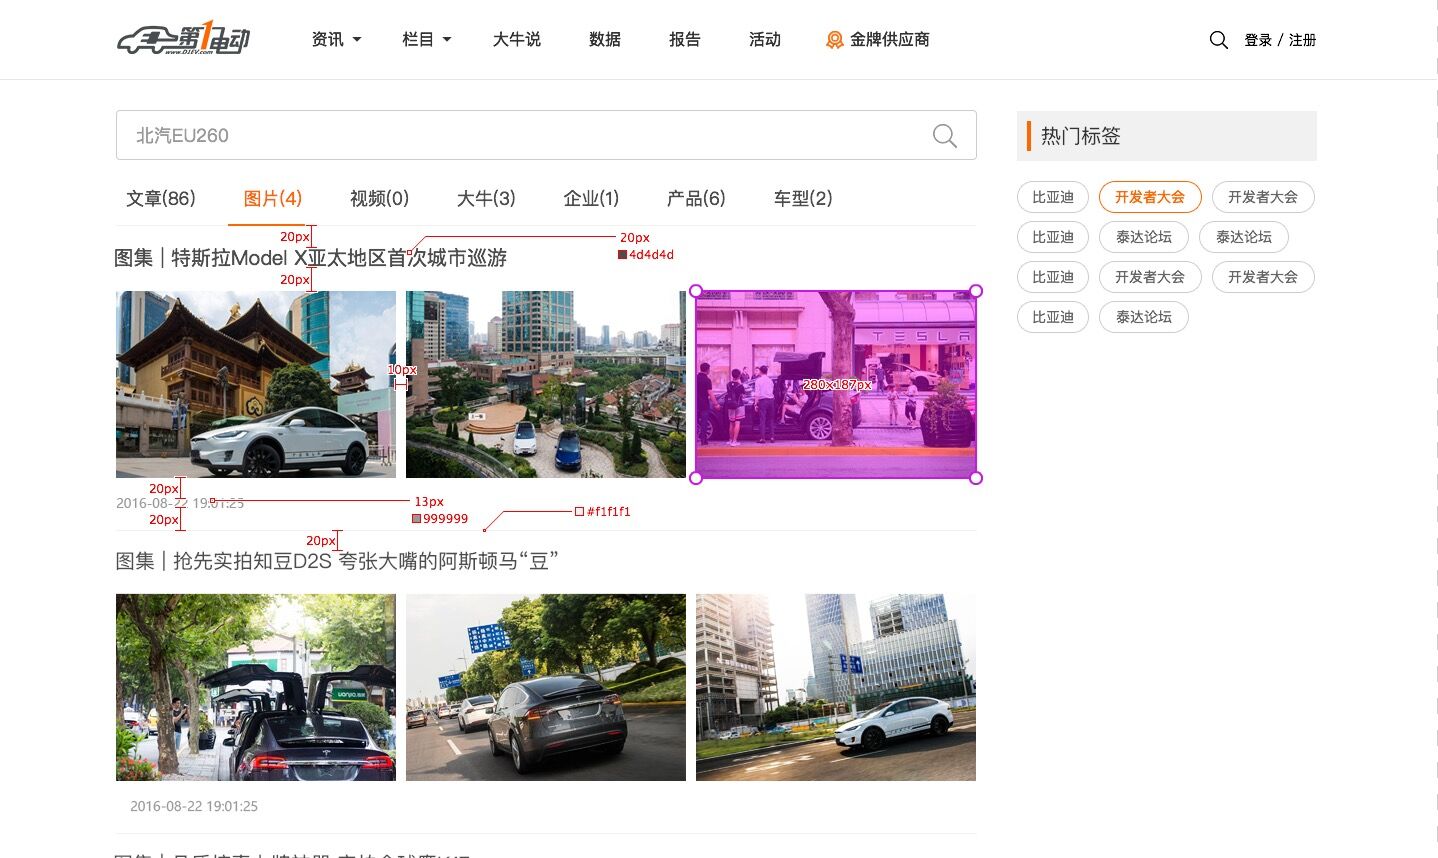 第1电动
www.D1EV.com
资讯 栏目 大牛说 数据 报告 活动 金牌供应商 登录 / 注册
北汽EU260
热门标签
文章(86) 图片(4) 视频(0) 大牛(3) 企业(1) 产品(6) 车型(2)
比亚迪 开发者大会 开发者大会
比亚迪 泰达论坛 泰达论坛
比亚迪 开发者大会 开发者大会
比亚迪 泰达论坛
20px
20px
4d4d4d
图集 | 特斯拉Model X亚太地区首次城市巡游
20px
TESLA
10px
280x187px
20px
2016-08-22 19:01:25
13px
999999
#f1f1f1
20px
20px
图集 | 抢先实拍知豆D2S 夸张大嘴的阿斯顿马“豆”
2016-08-22 19:01:25